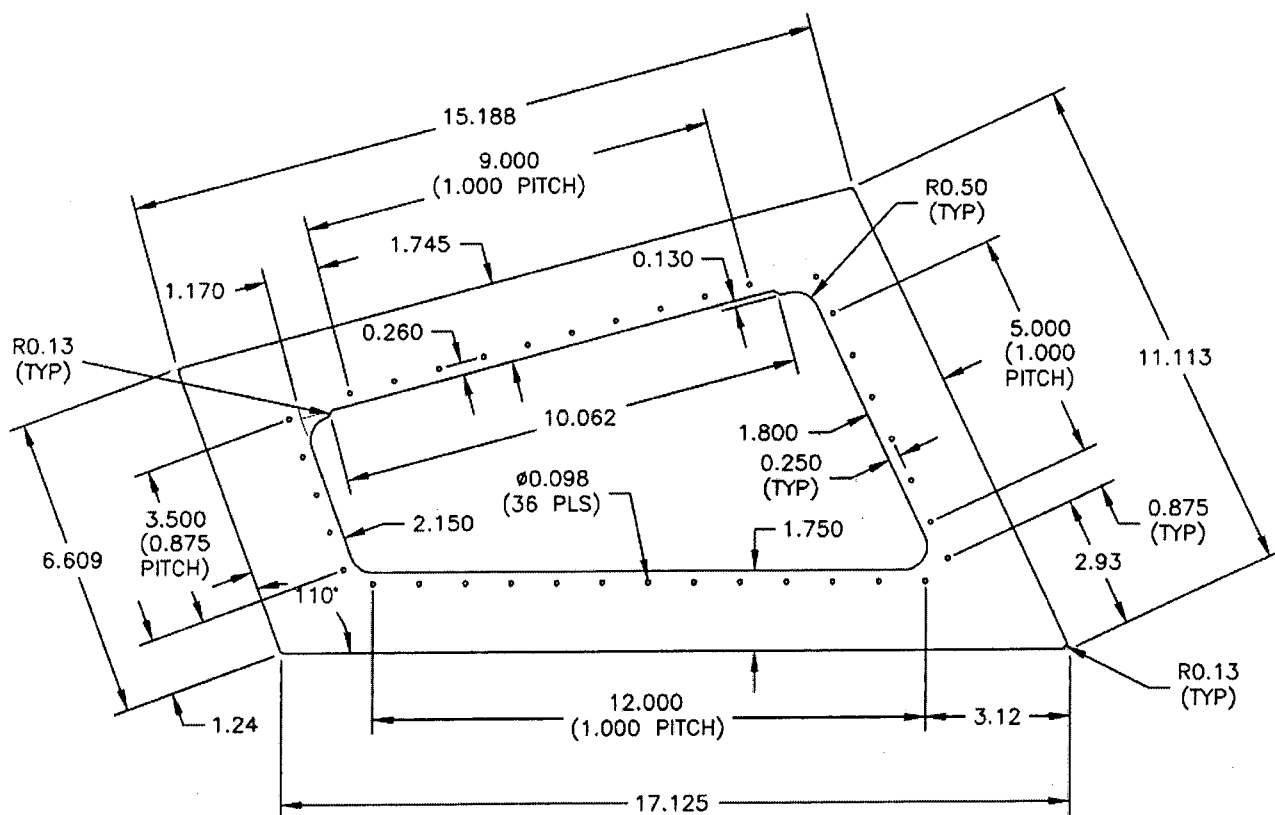 15.188
9.000
(1.000 PITCH)
R0.50
(TYP)
1.745
0.130
1.170
0.260
R0.13
(TYP)
5.000
(1.000
PITCH)
11.113
10.062
1.800
0.250
(TYP)
Ø0.098
(36 PLS)
0.875
(TYP)
3.500
(0.875
PITCH)
2.150
1.750
6.609
2.93
110°
R0.13
(TYP)
12.000
(1.000 PITCH)
3.12
1.24
17.125